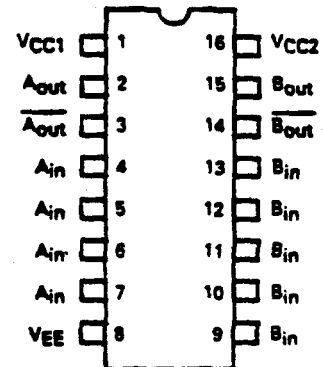 VCC1 1 16 VCC2
Aout 2 15 Bout
Aout 3 14 Bout
Ain 4 13 Bin
Ain 5 12 Bin
Ain 6 11 Bin
Ain 7 10 Bin
VEE 8 9 Bin